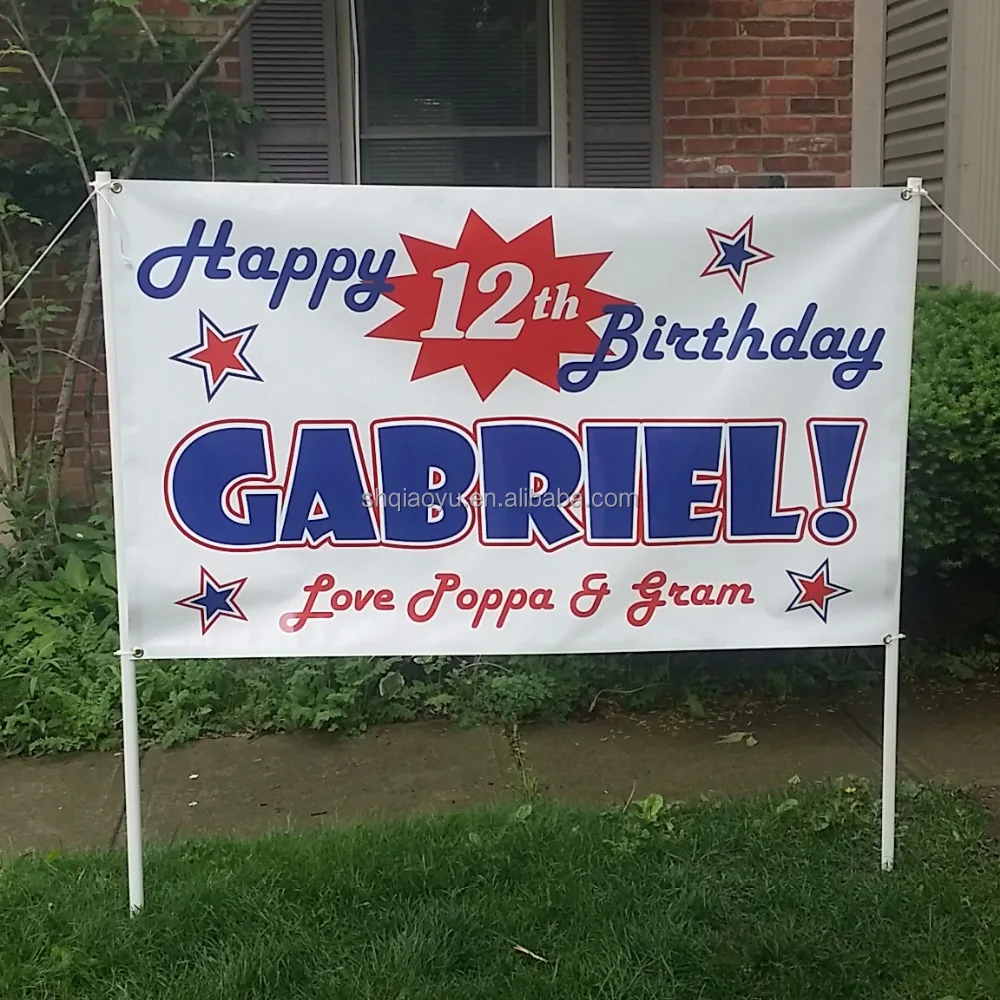 Happy 12th Birthday
GABRIEL!
shqiaoyu.en.alibaba.com
Love Poppa & Gram